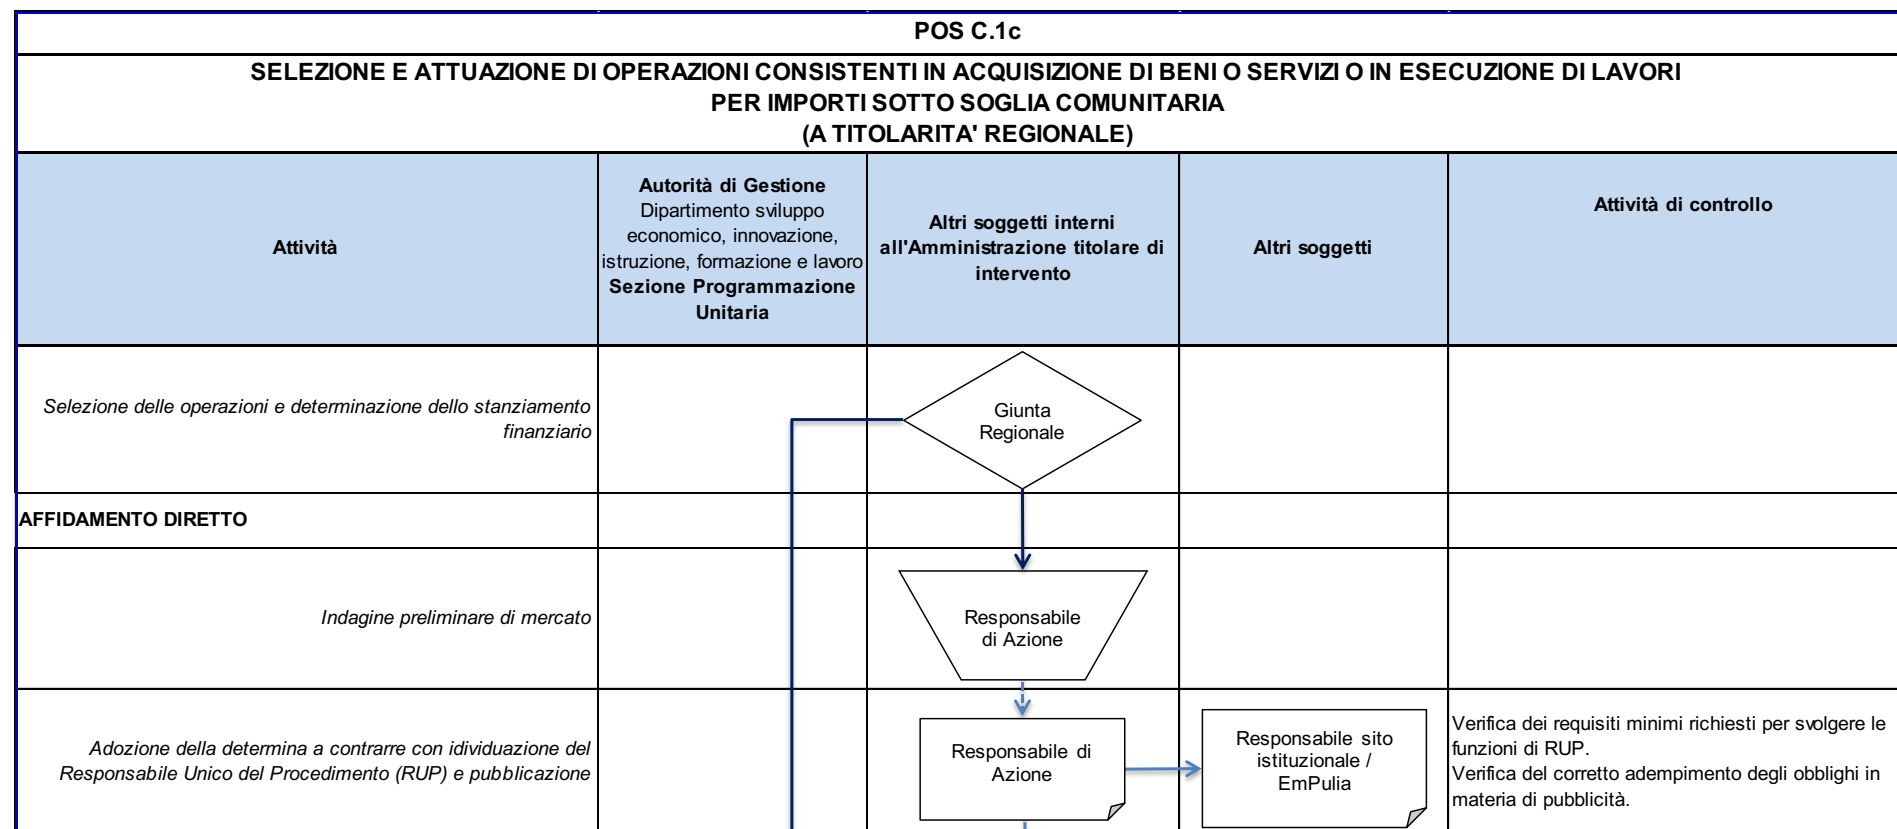 POS C.1c
SELEZIONE E ATTUAZIONE DI OPERAZIONI CONSISTENTI IN ACQUISIZIONE DI BENI O SERVIZI O IN ESECUZIONE DI LAVORI
PER IMPORTI SOTTO SOGLIA COMUNITARIA
(A TITOLARITA' REGIONALE)
Attività
Autorità di Gestione
Dipartimento sviluppo
economico, innovazione,
istruzione, formazione e lavoro
Sezione Programmazione
Unitaria
Altri soggetti interni
all'Amministrazione titolare di
intervento
Altri soggetti
Attività di controllo
Selezione delle operazioni e determinazione dello stanziamento
finanziario
Giunta
Regionale
AFFIDAMENTO DIRETTO
Indagine preliminare di mercato
Responsabile
di Azione
Adozione della determina a contrarre con idividuazione del
Responsabile Unico del Procedimento (RUP) e pubblicazione
Responsabile di
Azione
Responsabile sito
istituzionale /
EmPulia
Verifica dei requisiti minimi richiesti per svolgere le
funzioni di RUP.
Verifica del corretto adempimento degli obblighi in
materia di pubblicità.